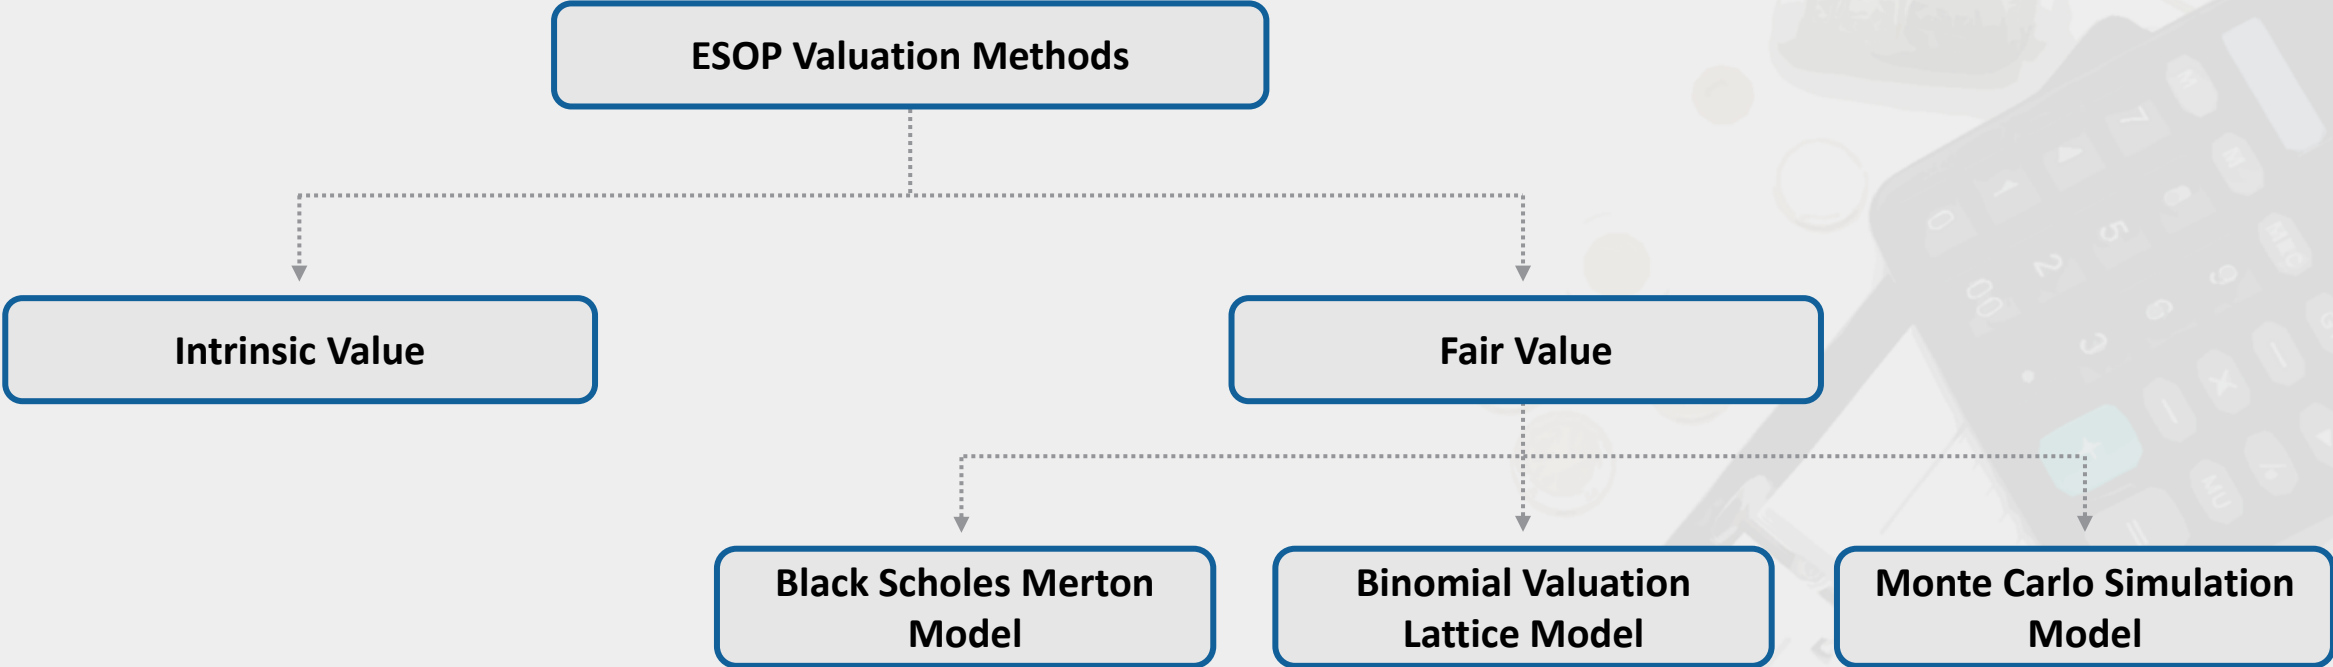 ESOP Valuation Methods
Intrinsic Value
Fair Value
Black Scholes Merton
Model
Binomial Valuation
Lattice Model
Monte Carlo Simulation
Model